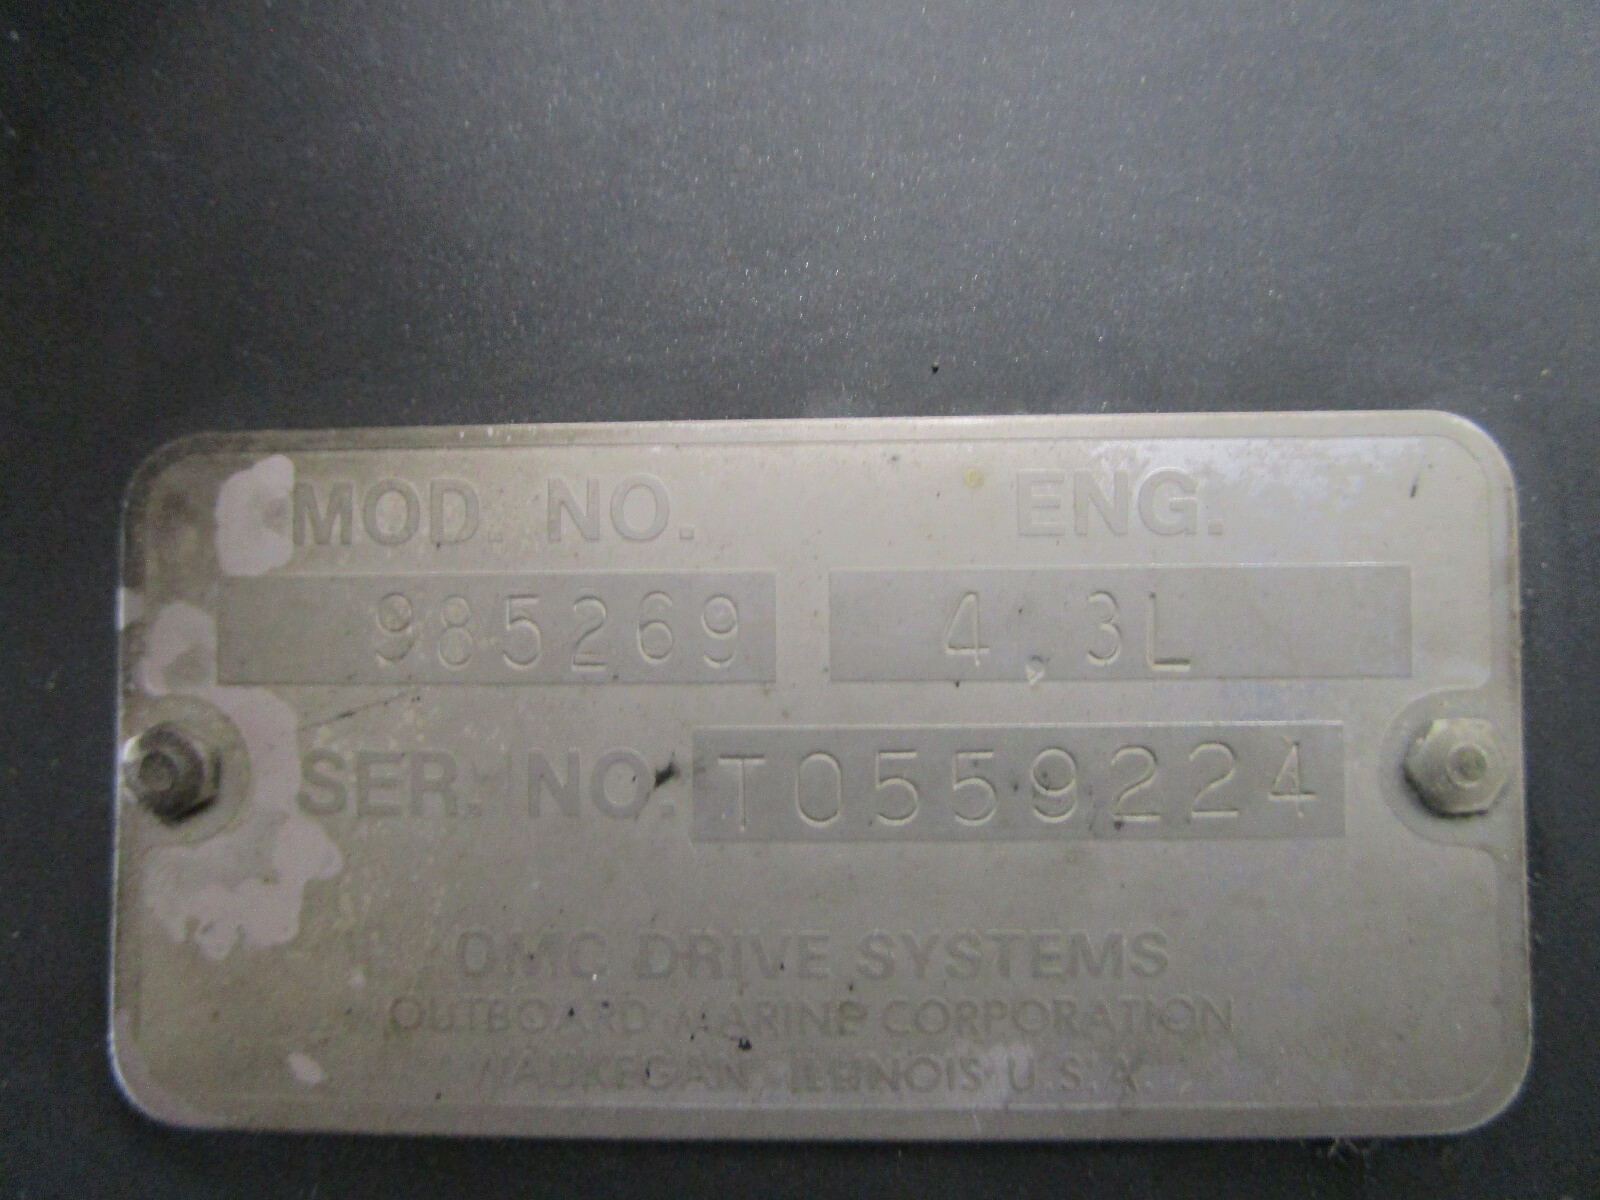 MOD. NO. ENG.
985269 4.3L
SER. NO. T0559224
OMC DRIVE SYSTEMS
OUTBOARD MARINE CORPORATION
WAUKEGAN ILLINOIS U.S.A.